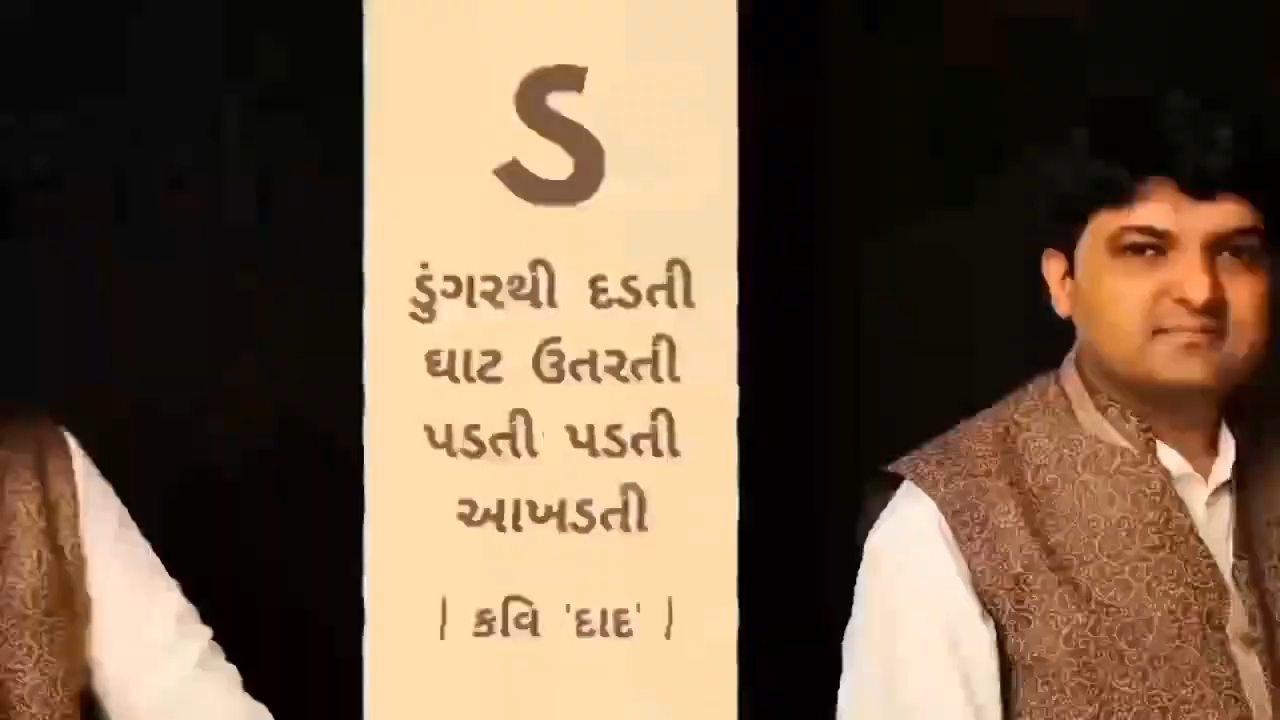 ડ
ડુંગરથી દડતી
ઘાટ ઉતરતી
પડતી પડતી
આખડતી
| કવિ 'દાદ' |